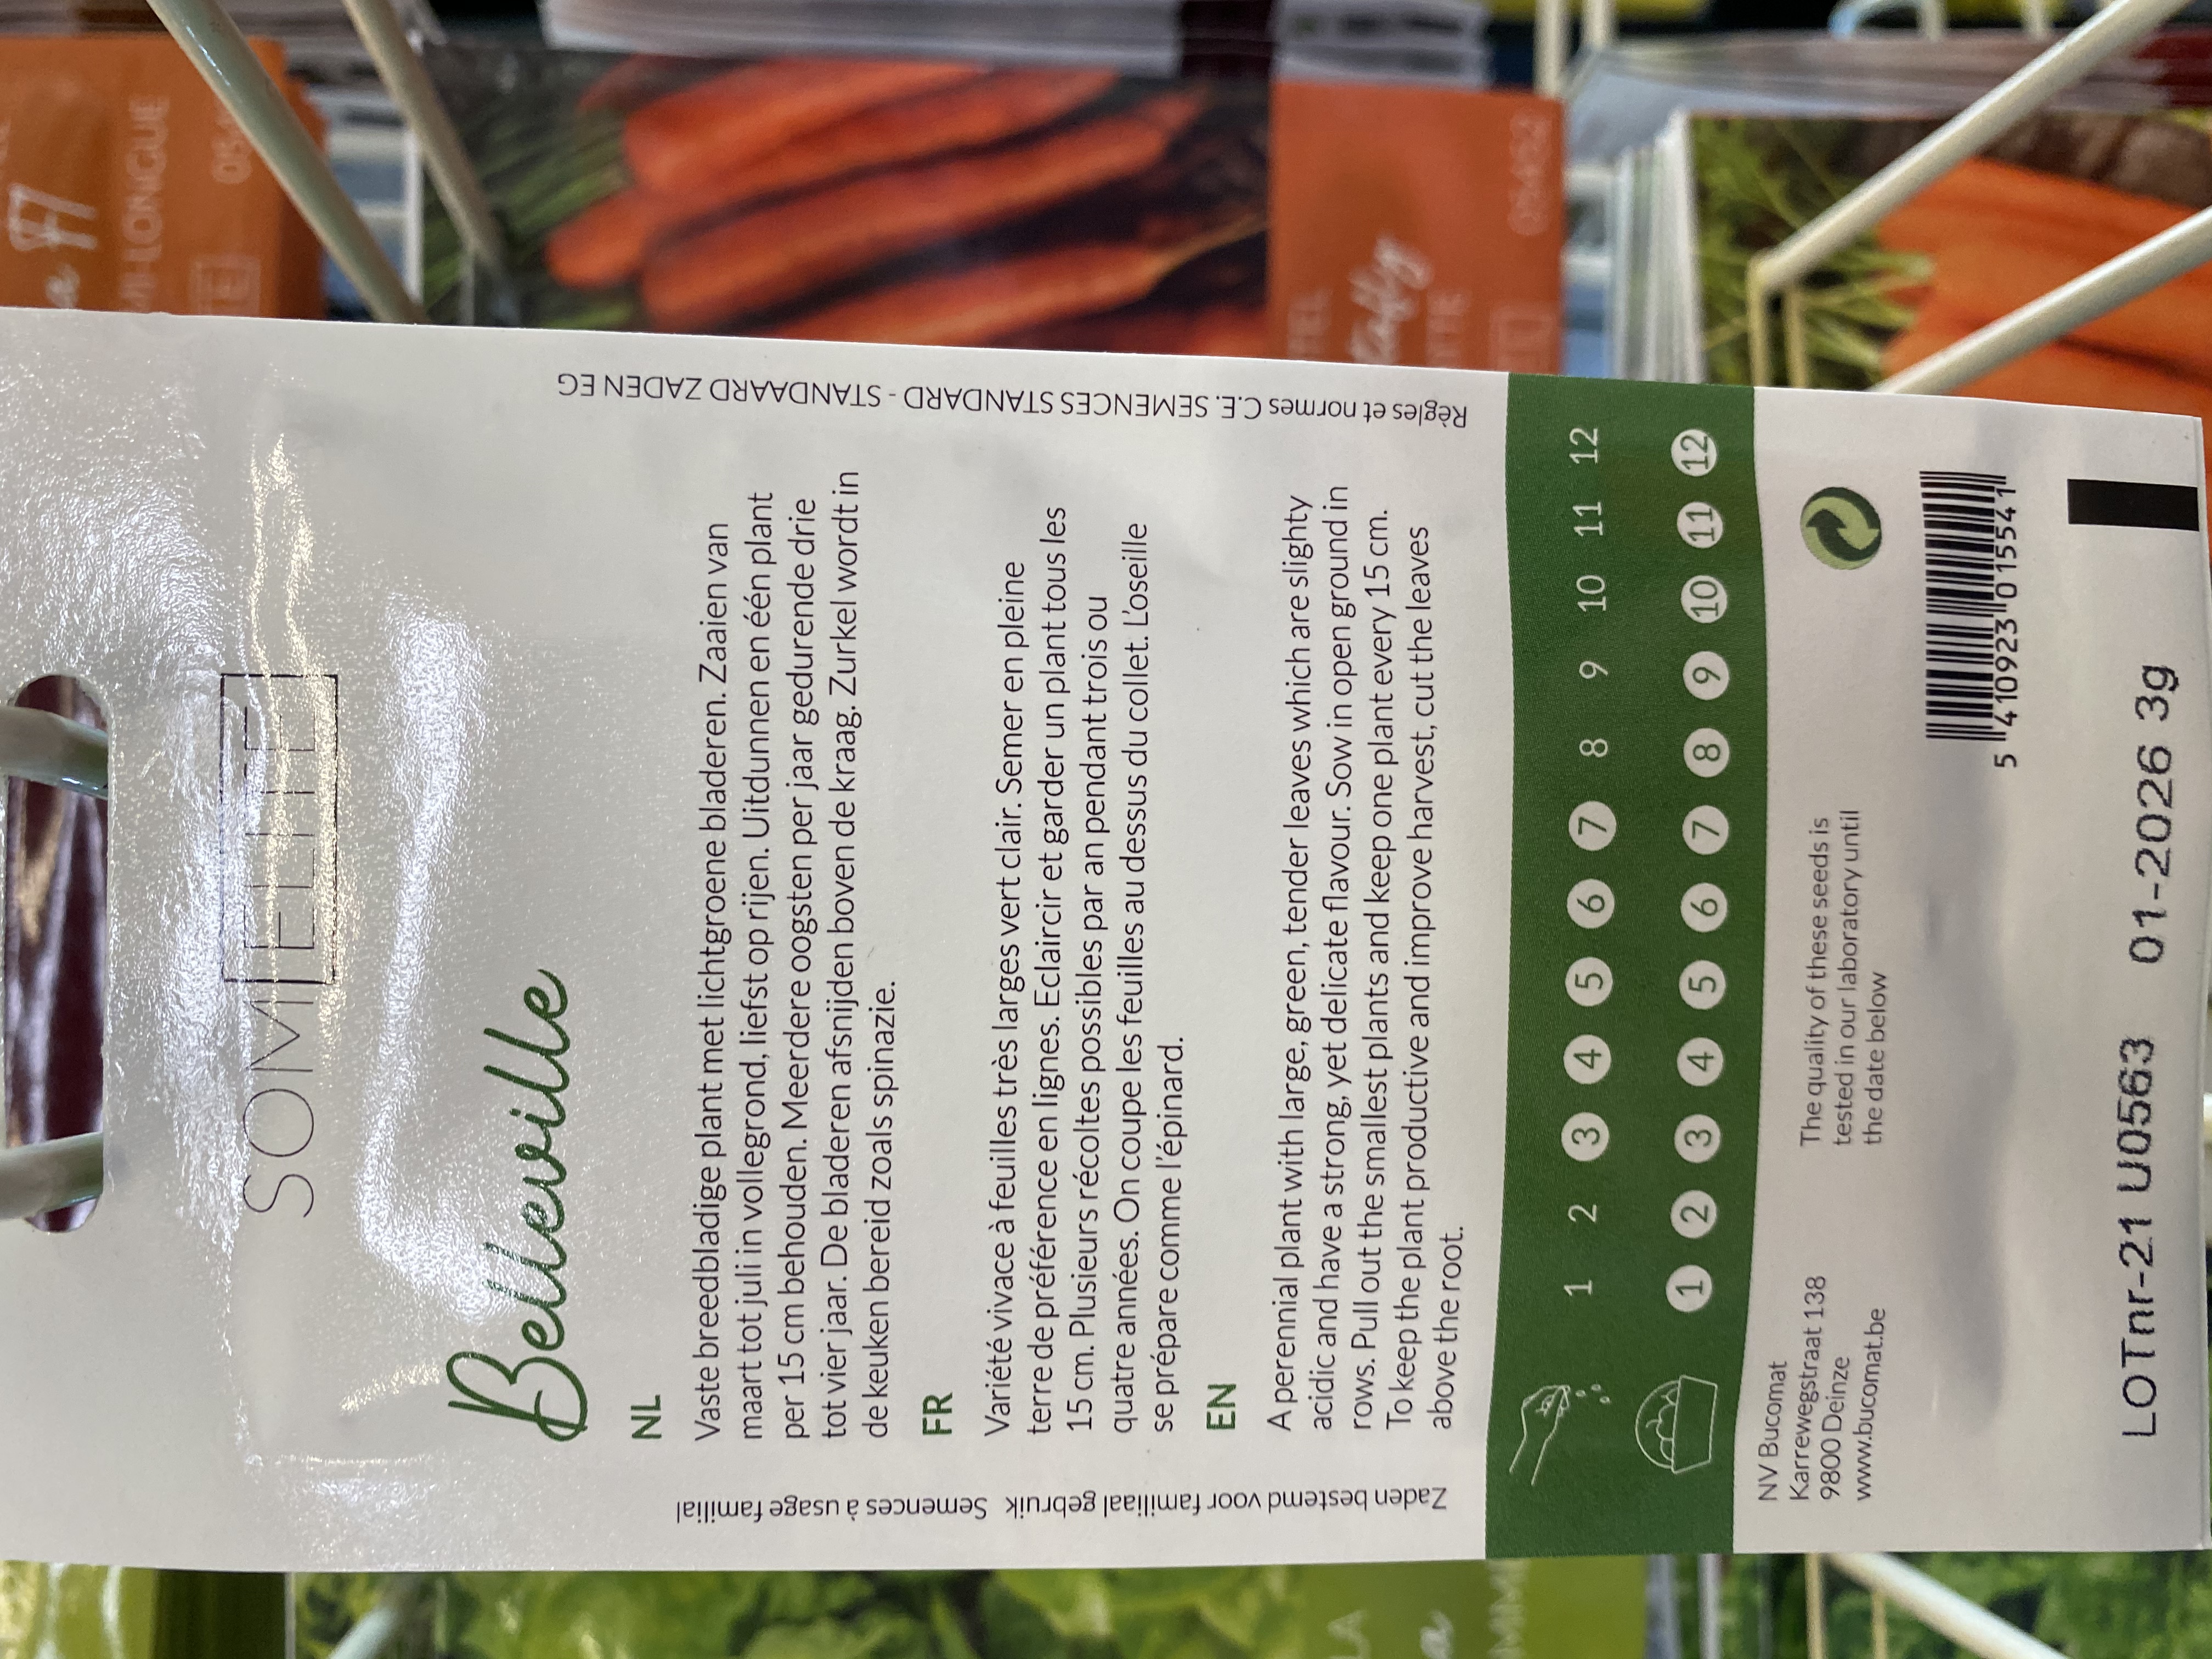 SOM ELITE
Belleville
NL
Vaste breedbladige plant met lichtgroene bladeren. Zaaien van
maart tot juli in vollegrond, liefst op rijen. Uitdunnen en één plant
per 15 cm behouden. Meerdere oogsten per jaar gedurende drie
tot vier jaar. De bladeren afsnijden boven de kraag. Zurkel wordt in
de keuken bereid zoals spinazie.
FR
Variété vivace à feuilles très larges vert clair. Semer en pleine
terre de préférence en lignes. Eclaircir et garder un plant tous les
15 cm. Plusieurs récoltes possibles par an pendant trois ou
quatre années. On coupe les feuilles au dessus du collet. L'oseille
se prépare comme l'épinard.
EN
A perennial plant with large, green, tender leaves which are slighty
acidic and have a strong, yet delicate flavour. Sow in open ground in
rows. Pull out the smallest plants and keep one plant every 15 cm.
To keep the plant productive and improve harvest, cut the leaves
above the root.
Zaden bestemd voor familiaal gebruik Semences à usage familial
Règles et normes C.E. SEMENCES STANDARD - STANDAARD ZADEN EG
1 2 3 4 5 6 7 8 9 10 11 12
1 2 3 4 5 6 7 8 9 10 11 12
NV Bucomat
Karrewegstraat 138
9800 Deinze
www.bucomat.be
The quality of these seeds is
tested in our laboratory until
the date below
5 410923 015541
LOTnr-21 U0563 01-2026 3g
MI-LONGUE